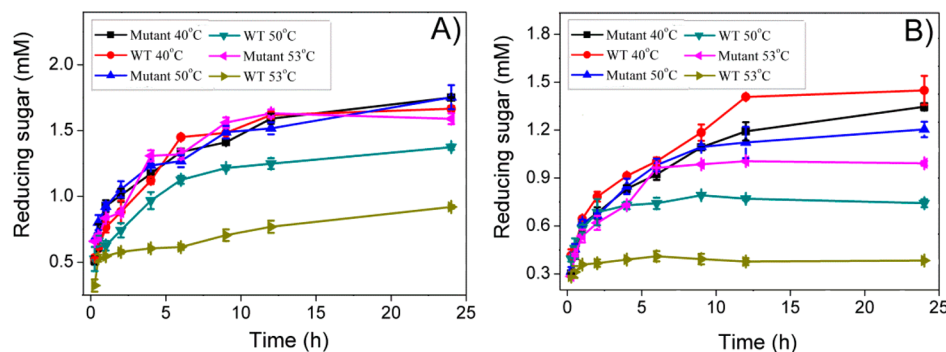 A)
Mutant 40°C
WT 50°C
WT 40°C
Mutant 53°C
Mutant 50°C
WT 53°C
Reducing sugar (mM)
2.0
1.5
1.0
0.5
0
5
10
15
20
25
Time (h)
B)
Mutant 40°C
WT 50°C
WT 40°C
Mutant 53°C
Mutant 50°C
WT 53°C
Reducing sugar (mM)
1.8
1.5
1.2
0.9
0.6
0.3
0
5
10
15
20
25
Time (h)